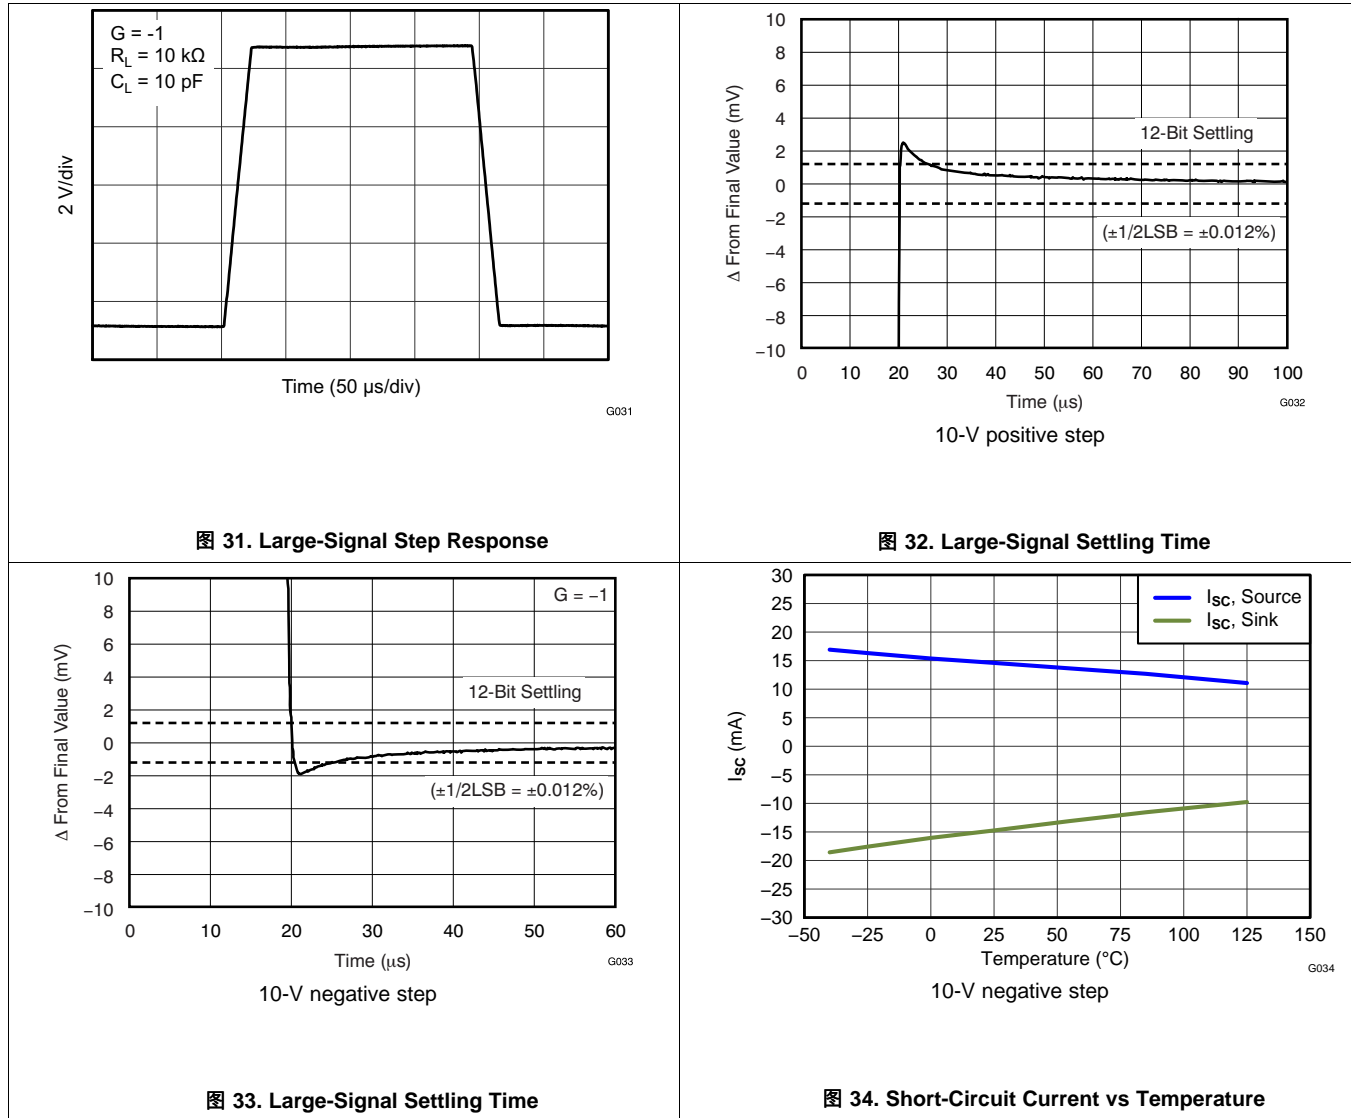 G = -1
RL = 10 kΩ
CL = 10 pF
2 V/div
Time (50 µs/div)
G031
图 31. Large-Signal Step Response
10
8
6
4
2
0
−2
−4
−6
−8
−10
Δ From Final Value (mV)
12-Bit Settling
(±1/2LSB = ±0.012%)
0 10 20 30 40 50 60 70 80 90 100
Time (µs)
G032
10-V positive step
图 32. Large-Signal Settling Time
10
8
6
4
2
0
−2
−4
−6
−8
−10
Δ From Final Value (mV)
G = −1
12-Bit Settling
(±1/2LSB = ±0.012%)
0 10 20 30 40 50 60
Time (µs)
G033
10-V negative step
图 33. Large-Signal Settling Time
30
25
20
15
10
5
0
−5
−10
−15
−20
−25
−30
ISC (mA)
ISC, Source
ISC, Sink
−50 −25 0 25 50 75 100 125 150
Temperature (°C)
G034
10-V negative step
图 34. Short-Circuit Current vs Temperature